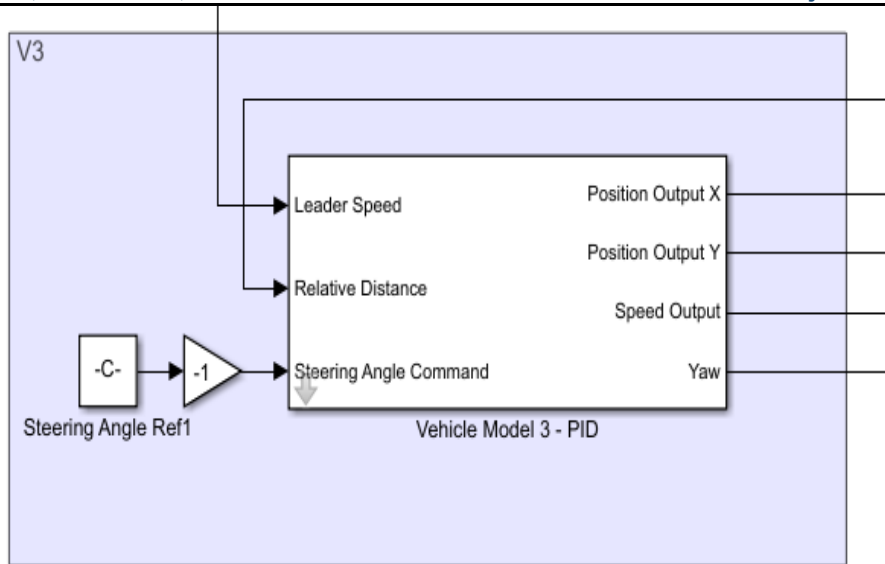 V3
Leader Speed
Relative Distance
Steering Angle Command
Position Output X
Position Output Y
Speed Output
Yaw
-C-
-1
Steering Angle Ref1
Vehicle Model 3 - PID